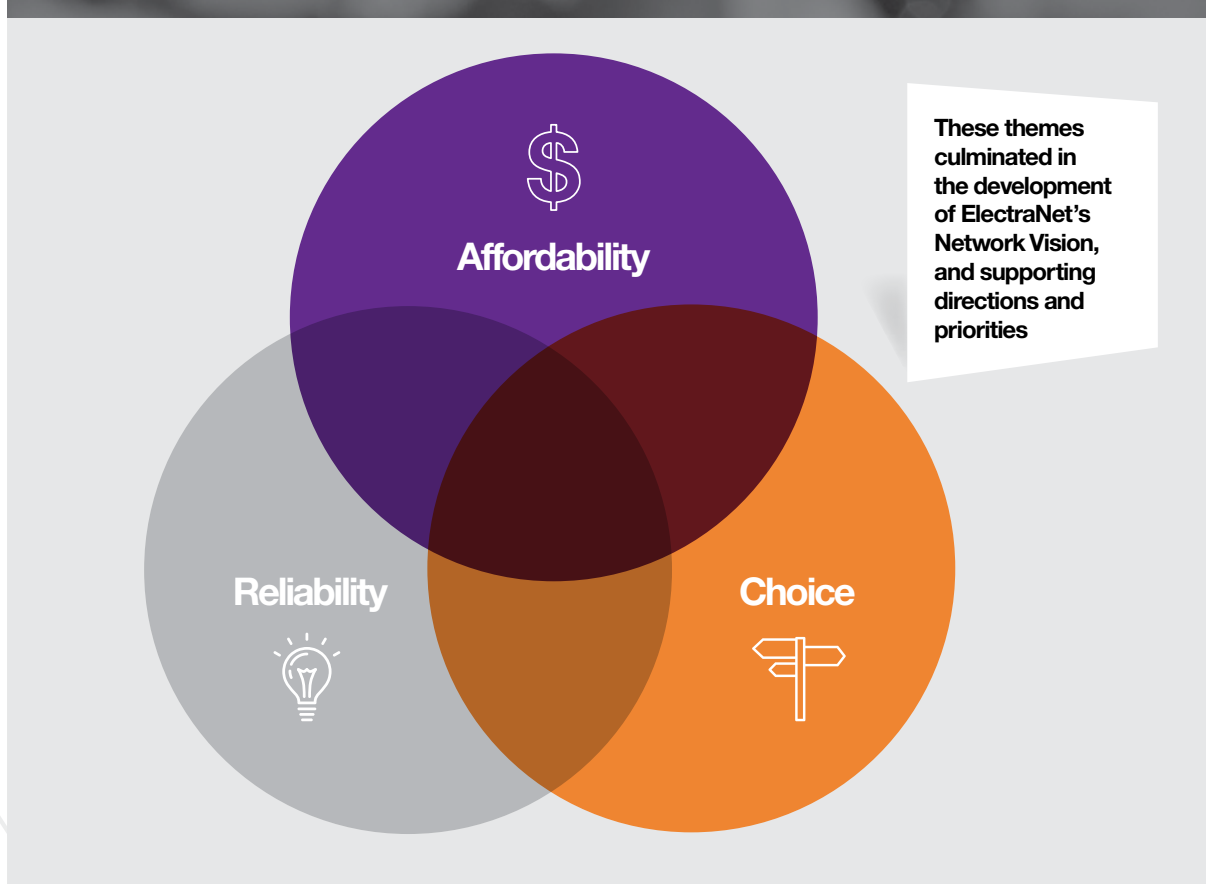 These themes
culminated in
the development
of ElectraNet’s
Network Vision,
and supporting
directions and
priorities
Affordability
Reliability
Choice